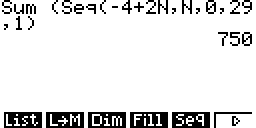 Sum (Seq(-4+2N,N,0,29
,1)
750
List L→M Dim Fill Seq ▷